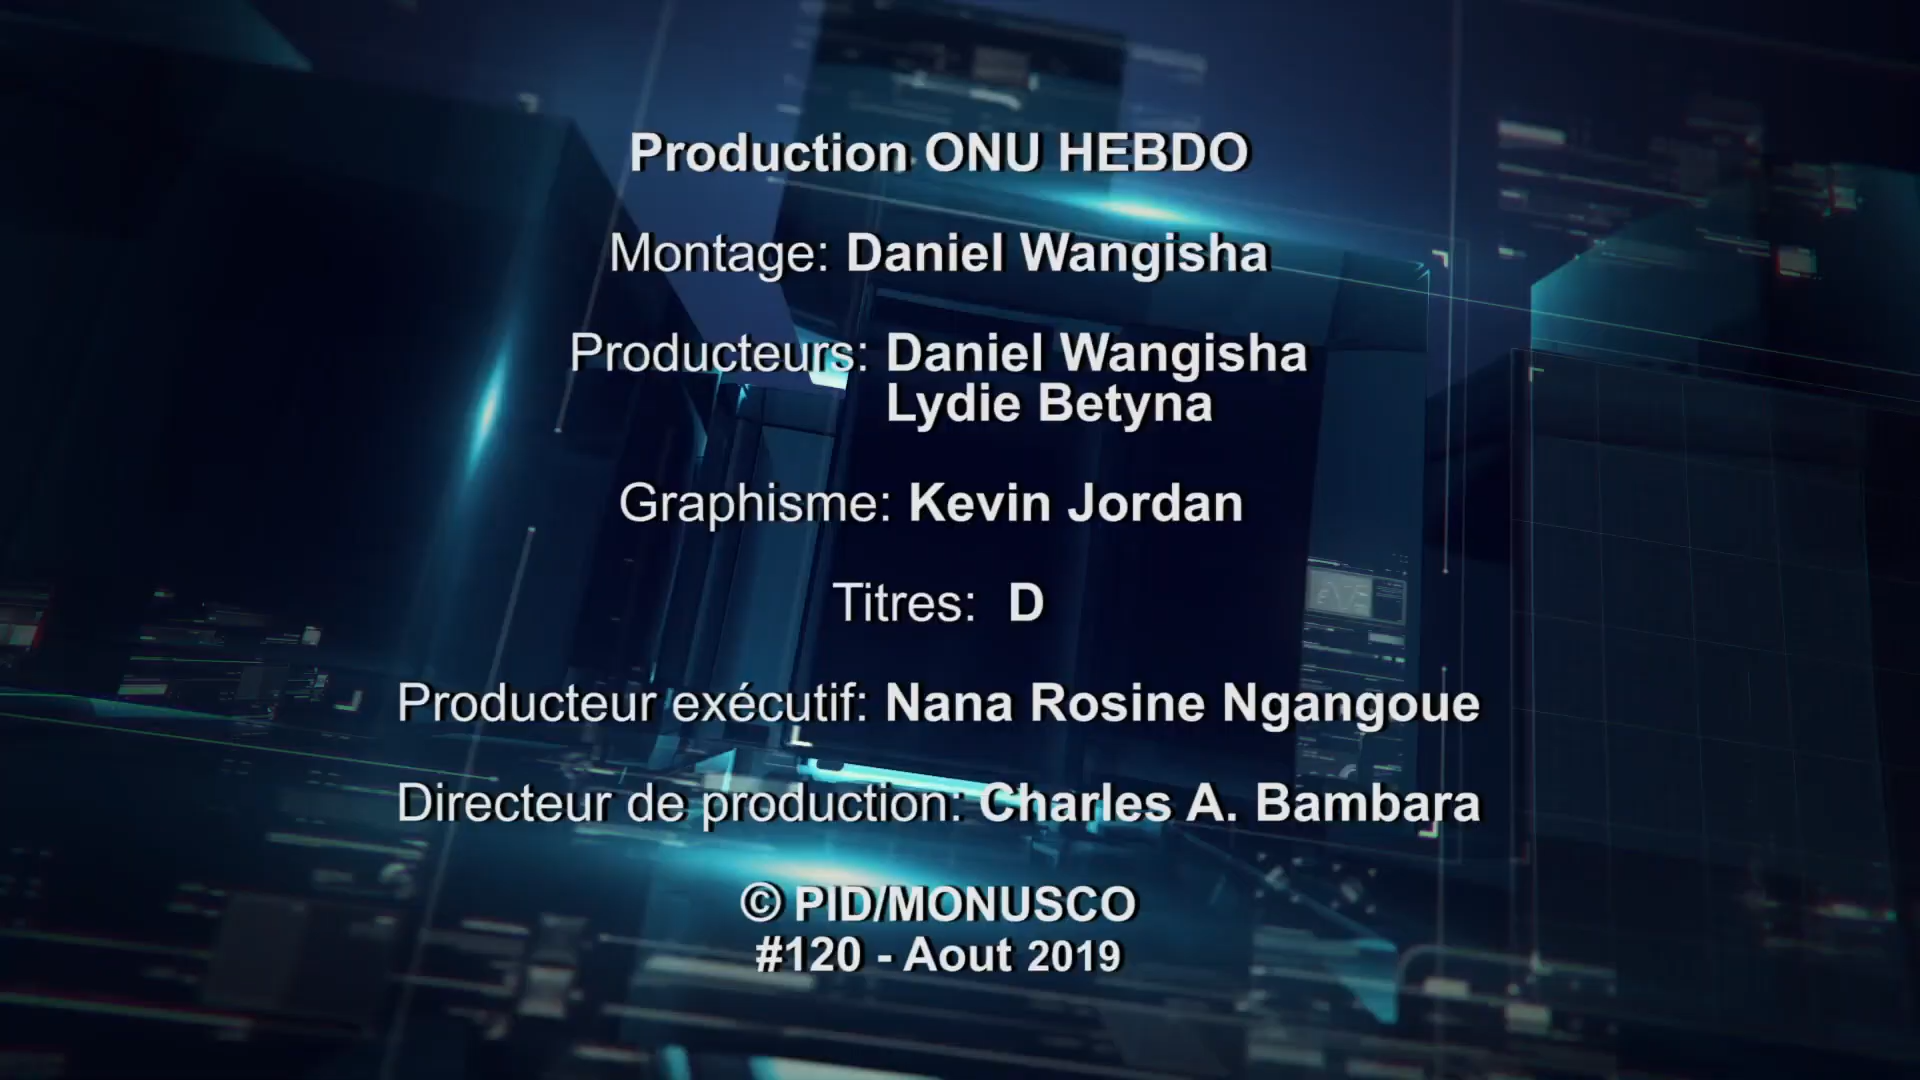 Production ONU HEBDO
Montage: Daniel Wangisha
Producteurs: Daniel Wangisha
Lydie Betyna
Graphisme: Kevin Jordan
Titres: D
Producteur exécutif: Nana Rosine Ngangoue
Directeur de production: Charles A. Bambara
© PID/MONUSCO
#120 - Aout 2019